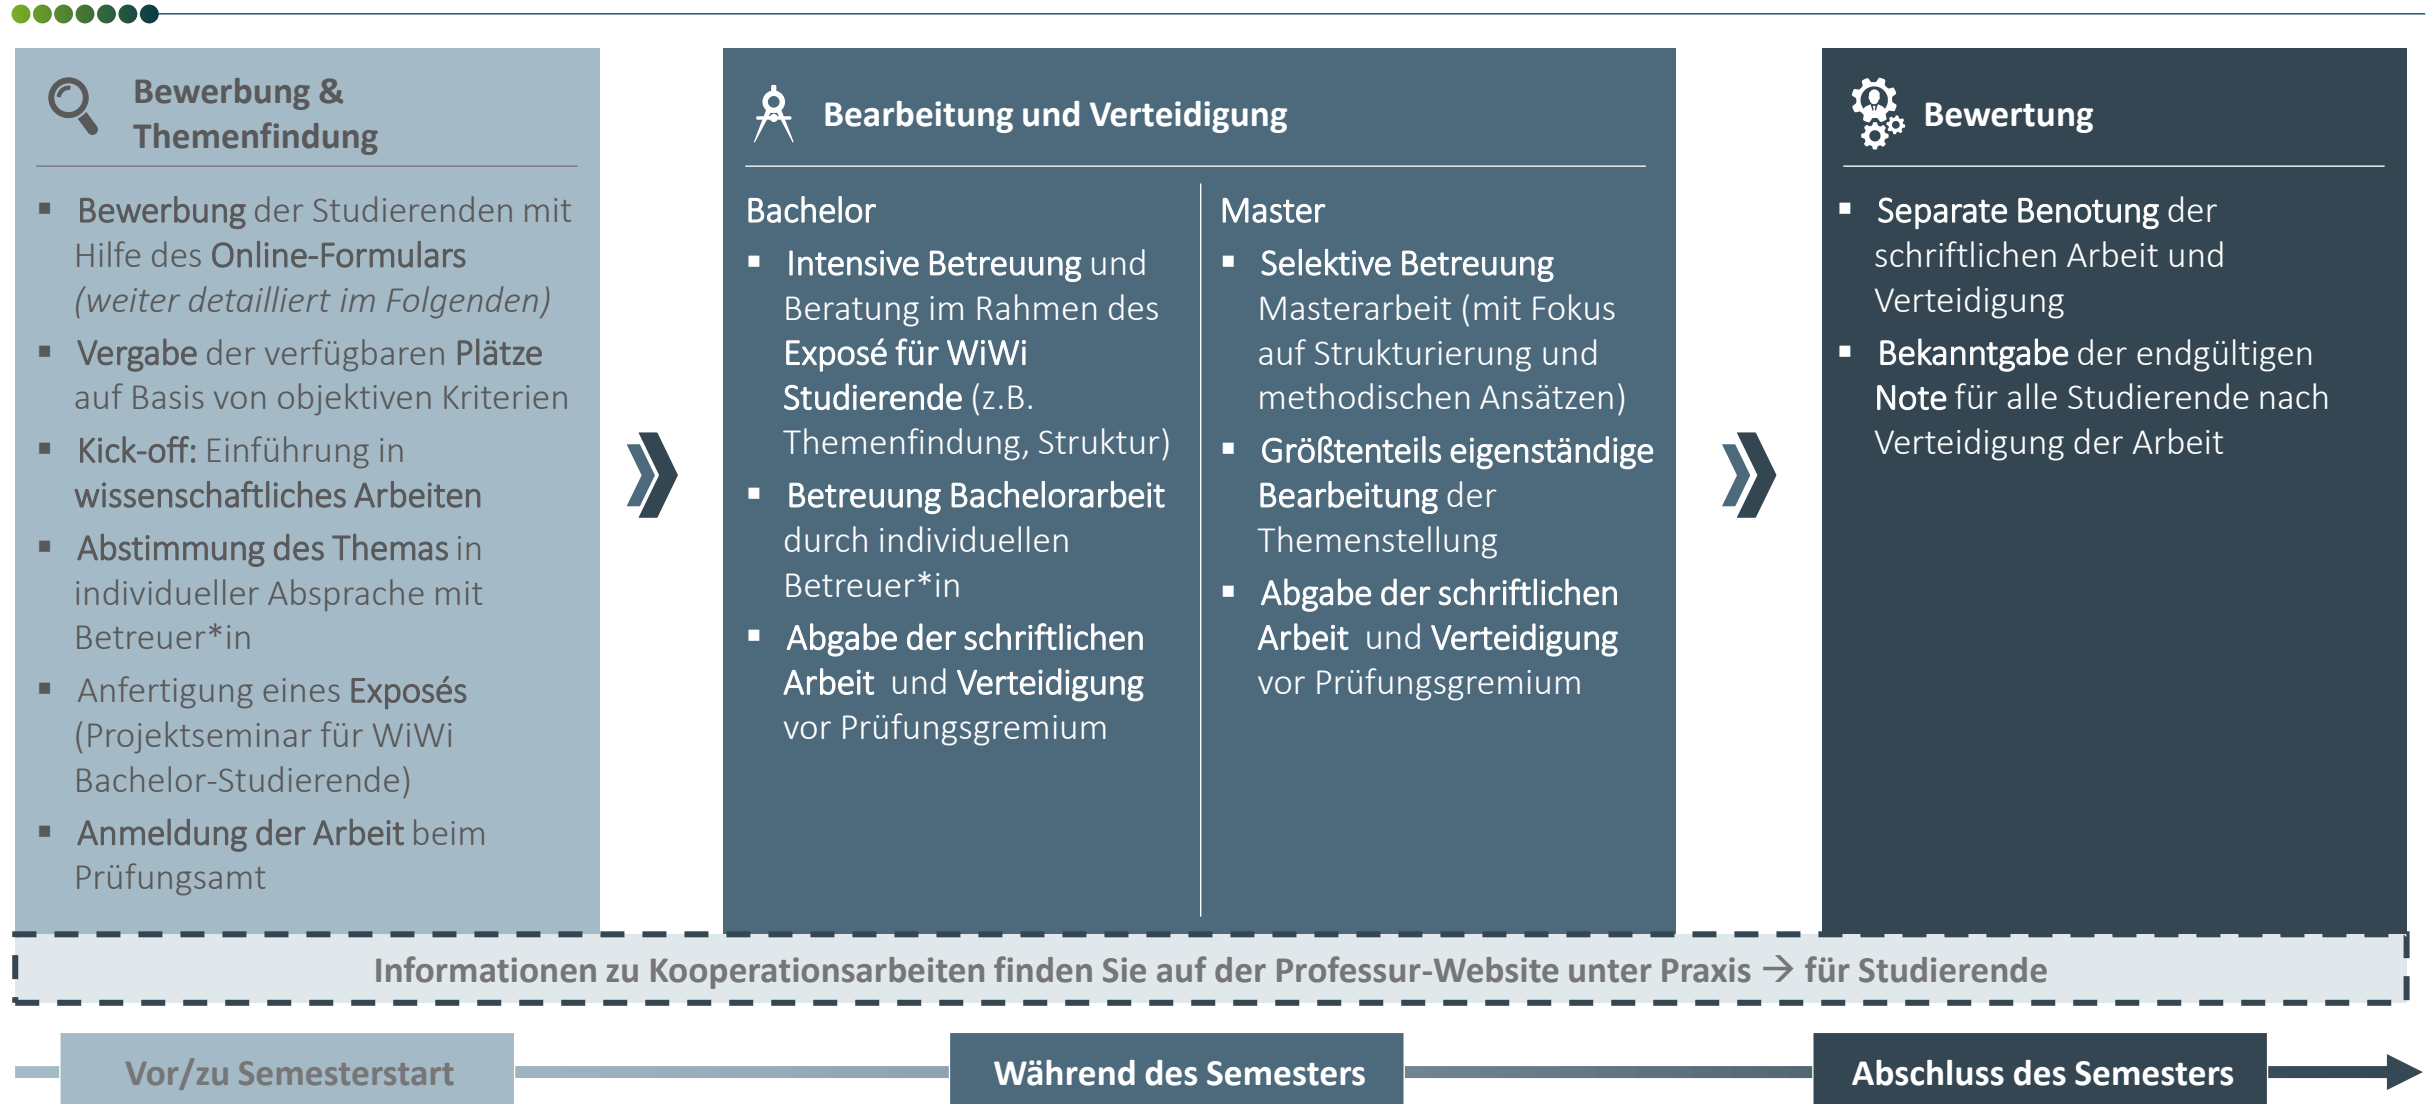 Bewerbung &
Themenfindung
▪ Bewerbung der Studierenden mit
Hilfe des Online-Formulars
(weiter detailliert im Folgenden)
▪ Vergabe der verfügbaren Plätze
auf Basis von objektiven Kriterien
▪ Kick-off: Einführung in
wissenschaftliches Arbeiten
▪ Abstimmung des Themas in
individueller Absprache mit
Betreuer*in
▪ Anfertigung eines Exposés
(Projektseminar für WiWi
Bachelor-Studierende)
▪ Anmeldung der Arbeit beim
Prüfungsamt
Bearbeitung und Verteidigung
Bachelor
▪ Intensive Betreuung und
Beratung im Rahmen des
Exposé für WiWi
Studierende (z.B.
Themenfindung, Struktur)
▪ Betreuung Bachelorarbeit
durch individuellen
Betreuer*in
▪ Abgabe der schriftlichen
Arbeit und Verteidigung
vor Prüfungsgremium
Master
▪ Selektive Betreuung
Masterarbeit (mit Fokus
auf Strukturierung und
methodischen Ansätzen)
▪ Größtenteils eigenständige
Bearbeitung der
Themenstellung
▪ Abgabe der schriftlichen
Arbeit und Verteidigung
vor Prüfungsgremium
Bewertung
▪ Separate Benotung der
schriftlichen Arbeit und
Verteidigung
▪ Bekanntgabe der endgültigen
Note für alle Studierende nach
Verteidigung der Arbeit
Informationen zu Kooperationsarbeiten finden Sie auf der Professur-Website unter Praxis → für Studierende
Vor/zu Semesterstart
Während des Semesters
Abschluss des Semesters